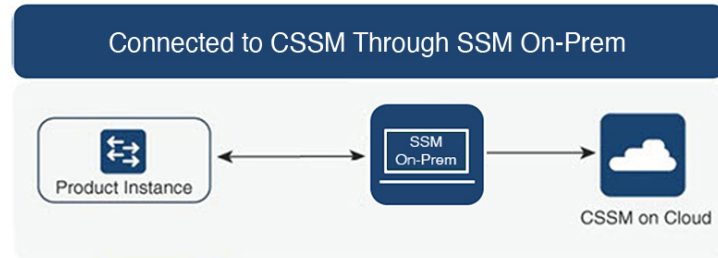 Connected to CSSM Through SSM On-Prem
SSM
On-Prem
Product Instance
CSSM on Cloud